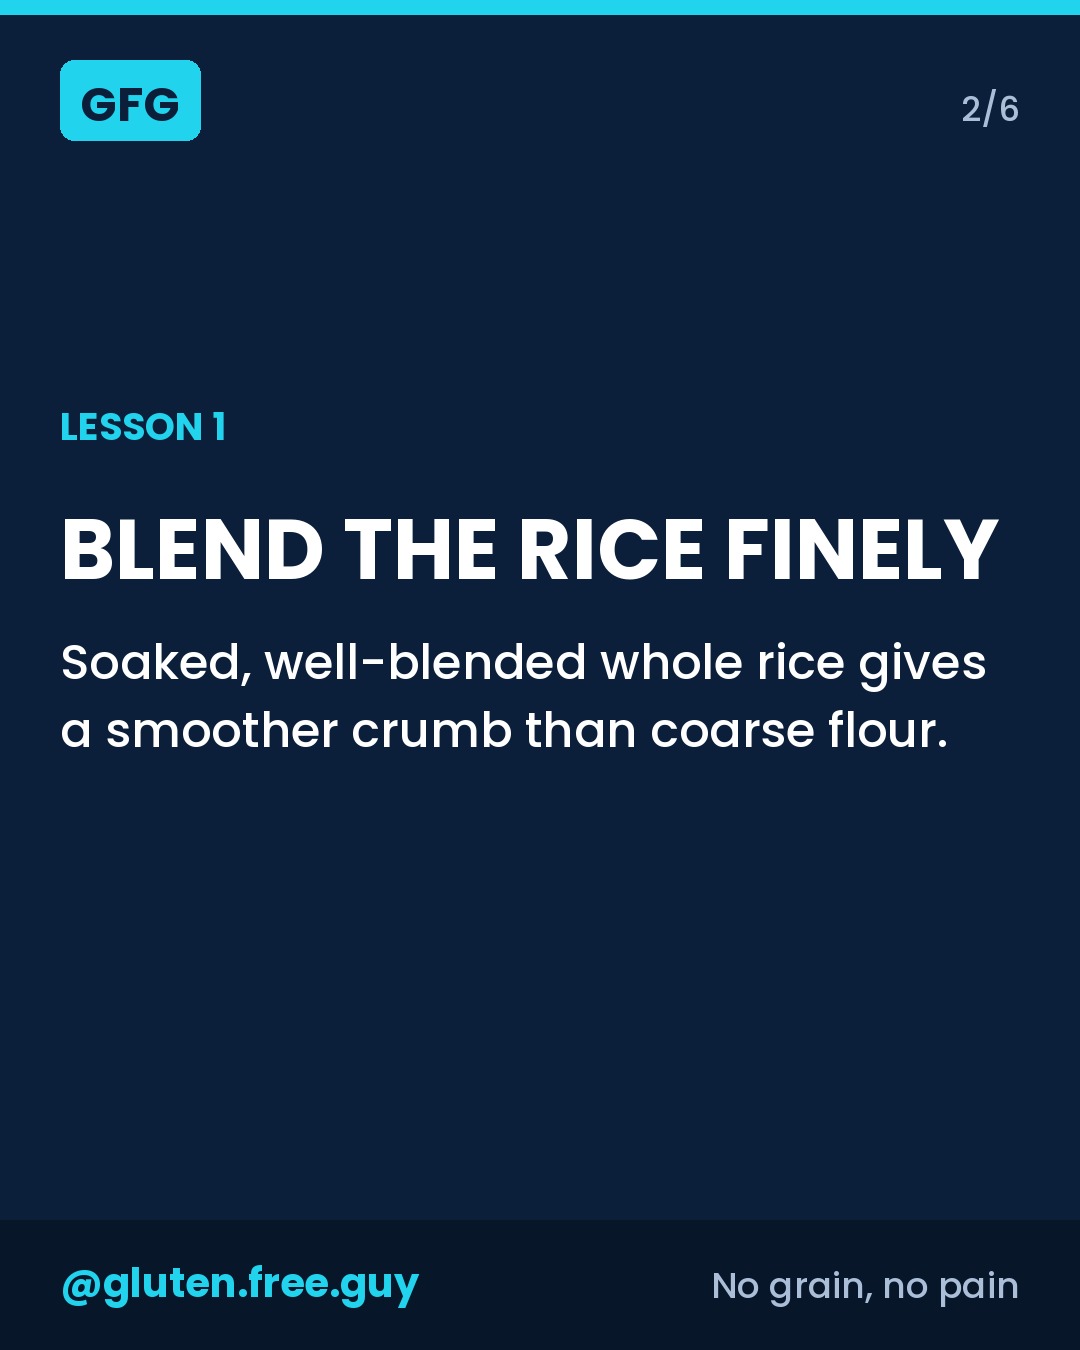 GFG
2/6
LESSON 1
BLEND THE RICE FINELY
Soaked, well-blended whole rice gives
a smoother crumb than coarse flour.
@gluten.free.guy
No grain, no pain